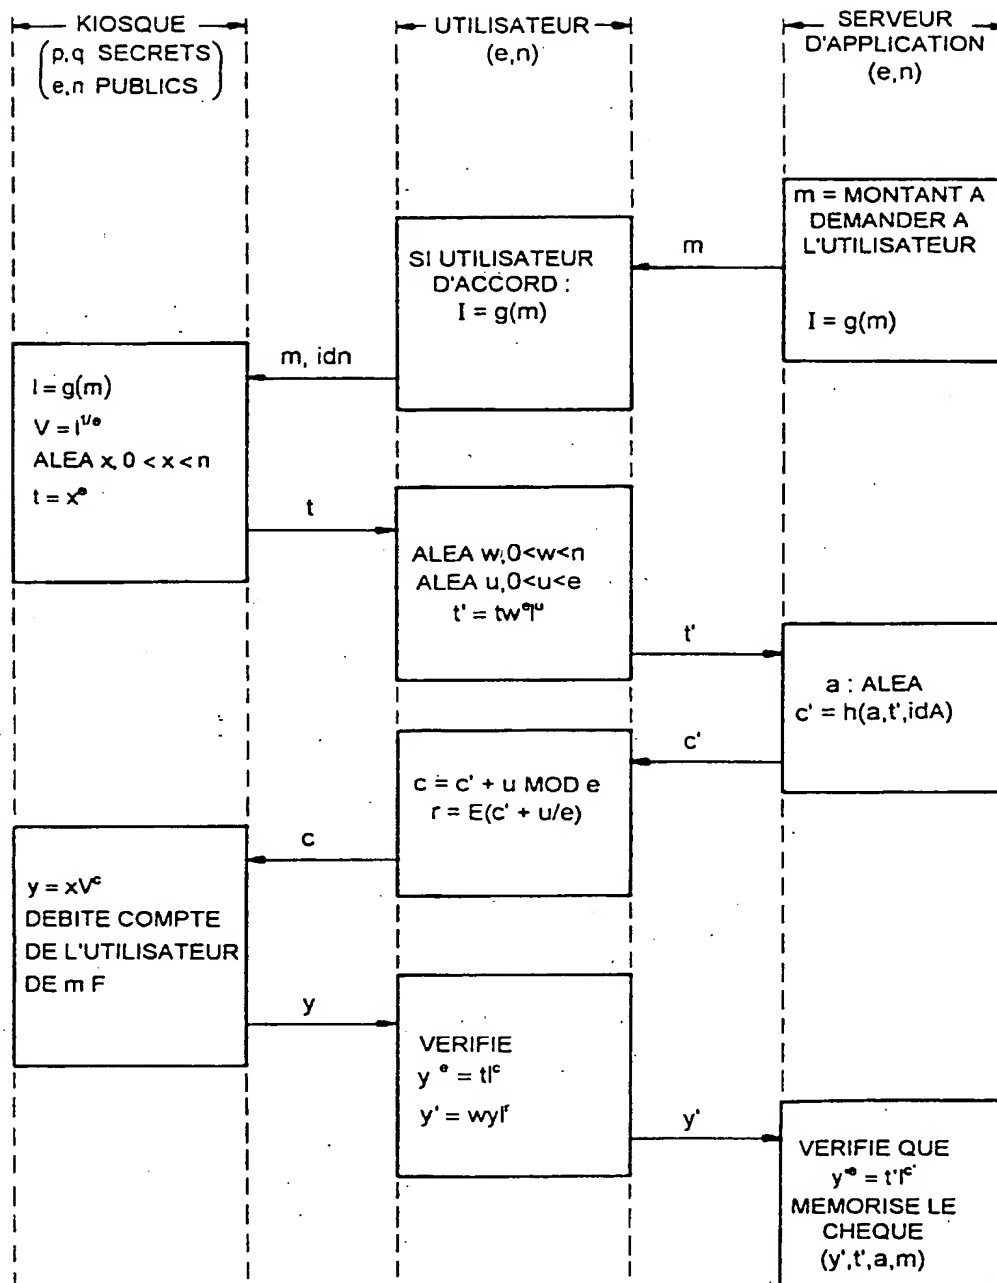 KIOSQUE
(p,q SECRETS
e,n PUBLICS)
UTILISATEUR
(e,n)
SERVEUR
D'APPLICATION
(e,n)
m = MONTANT A
DEMANDER A
L'UTILISATEUR
I = g(m)
m
SI UTILISATEUR
D'ACCORD :
I = g(m)
m, idn
I = g(m)
V = I^{1/e}
ALEA x, 0 < x < n
t = x^e
t
ALEA w, 0<w<n
ALEA u, 0<u<e
t' = tw^eI^u
t'
a : ALEA
c' = h(a,t',idA)
c'
c = c' + u MOD e
r = E(c' + u/e)
c
y = xV^c
DEBITE COMPTE
DE L'UTILISATEUR
DE m F
y
VERIFIE
y^e = tI^c
y' = wyI^r
y'
VERIFIE QUE
y'^e = t'I^{c'}
MEMORISE LE
CHEQUE
(y',t',a,m)